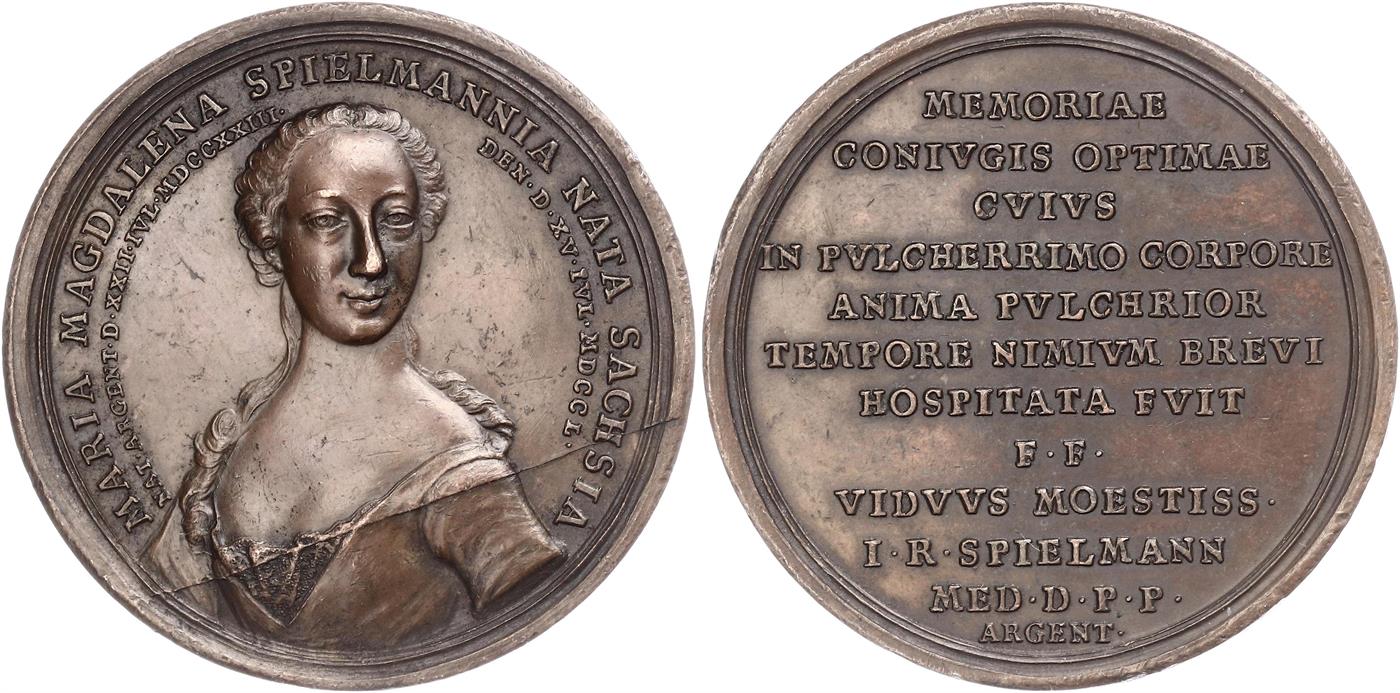 MARIA MAGDALENA SPIELMANNIA NATA SACHSIA
NAT·ARGENT·D·XXII·IVL·MDCCXXIII·
DEN·D·XV·IVL·MDCCL·
MEMORIAE
CONIVGIS OPTIMAE
CVIVS
IN PVLCHERRIMO CORPORE
ANIMA PVLCHRIOR
TEMPORE NIMIVM BREVI
HOSPITATA FVIT
F·F·
VIDVVS MOESTISS·
I·R·SPIELMANN
MED·D·P·P·
ARGENT·